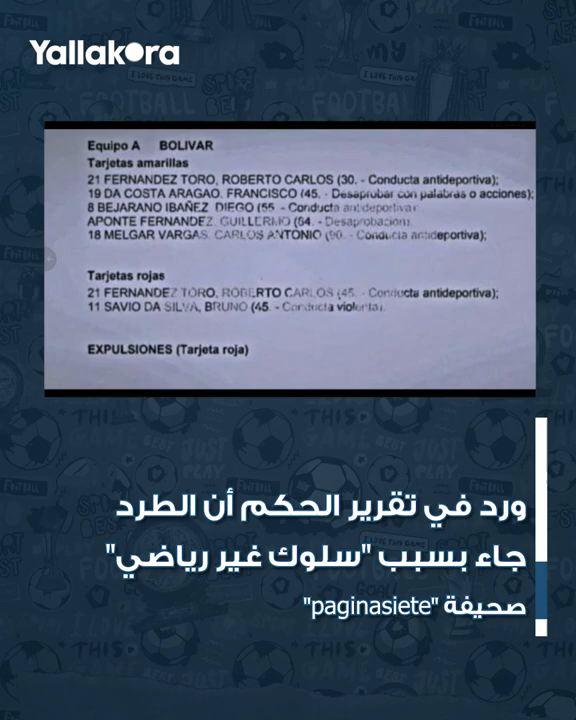 Yallakora
Equipo A BOLIVAR
Tarjetas amarillas
21 FERNANDEZ TORO, ROBERTO CARLOS (30. - Conducta antideportiva);
19 DA COSTA ARAGAO, FRANCISCO (45. - Desaprobar con palabras o acciones);
8 BEJARANO IBAÑEZ, DIEGO (55. - Conducta antideportiva
APONTE FERNANDEZ, GUILLERMO (64. - Desaprobacion
18 MELGAR VARGAS, CARLOS ANTONIO (90. - Conducta antideportiva);
Tarjetas rojas
21 FERNANDEZ TORO, ROBERTO CARLOS (45. - Conducta antideportiva);
11 SAVIO DA SILVA, BRUNO (45. - Conducta violenta).
EXPULSIONES (Tarjeta roja)
ورد في تقرير الحكم أن الطرد
جاء بسبب "سلوك غير رياضي"
صحيفة "paginasiete"